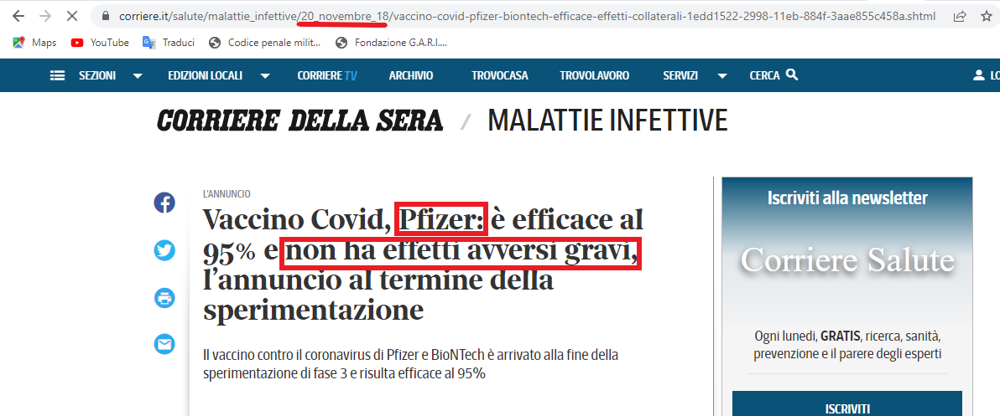 corriere.it/salute/malattie_infettive/20_novembre_18/vaccino-covid-pfizer-biontech-efficace-effetti-collaterali-1edd1522-2998-11eb-884f-3aae855c458a.shtml
Maps YouTube Traduci Codice penale milit... Fondazione G.A.R.I....
SEZIONI EDIZIONI LOCALI CORRIERE TV ARCHIVIO TROVOCASA TROVOLAVORO SERVIZI CERCA LO
CORRIERE DELLA SERA / MALATTIE INFETTIVE
L'ANNUNCIO
Vaccino Covid, Pfizer: è efficace al
95% e non ha effetti avversi gravi,
l’annuncio al termine della
sperimentazione
Il vaccino contro il coronavirus di Pfizer e BioNTech è arrivato alla fine della
sperimentazione di fase 3 e risulta efficace al 95%
Iscriviti alla newsletter
Corriere Salute
Ogni lunedì, GRATIS, ricerca, sanità,
prevenzione e il parere degli esperti
ISCRIVITI